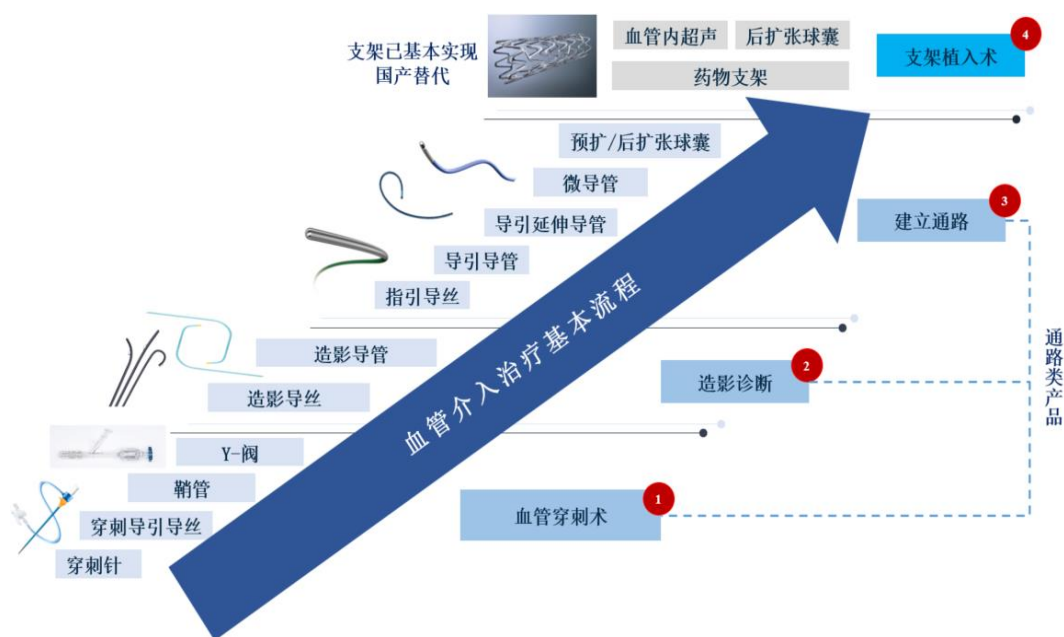 支架已基本实现
国产替代
血管内超声
后扩张球囊
药物支架
4
支架植入术
预扩/后扩张球囊
微导管
导引延伸导管
导引导管
指引导丝
3
建立通路
造影导管
造影导丝
2
造影诊断
Y-阀
鞘管
穿刺导引导丝
穿刺针
1
血管穿刺术
血管介入治疗基本流程
通路类产品